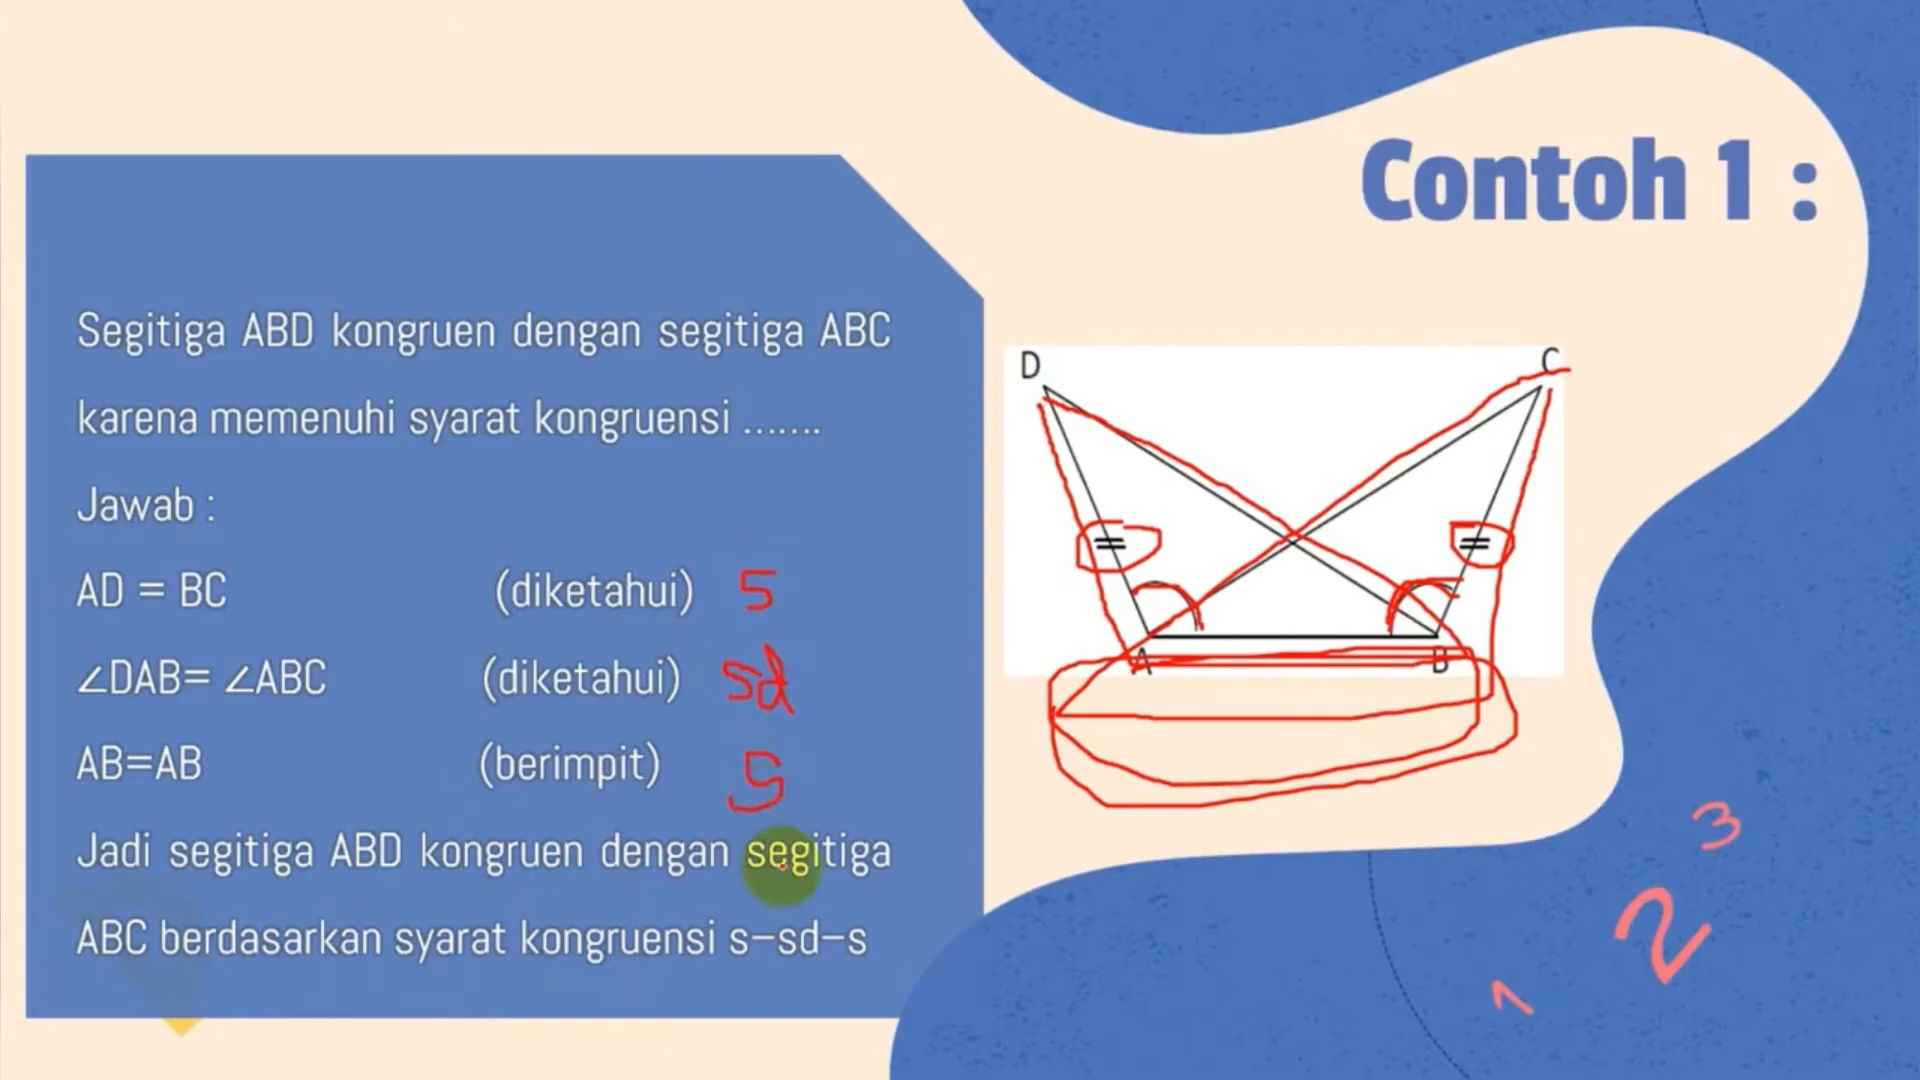 Contoh 1 :
Segitiga ABD kongruen dengan segitiga ABC
karena memenuhi syarat kongruensi .......
Jawab :
AD = BC (diketahui) S
∠DAB= ∠ABC (diketahui) sd
AB=AB (berimpit) S
Jadi segitiga ABD kongruen dengan segitiga
ABC berdasarkan syarat kongruensi s–sd–s
D C
A B
3
2
1